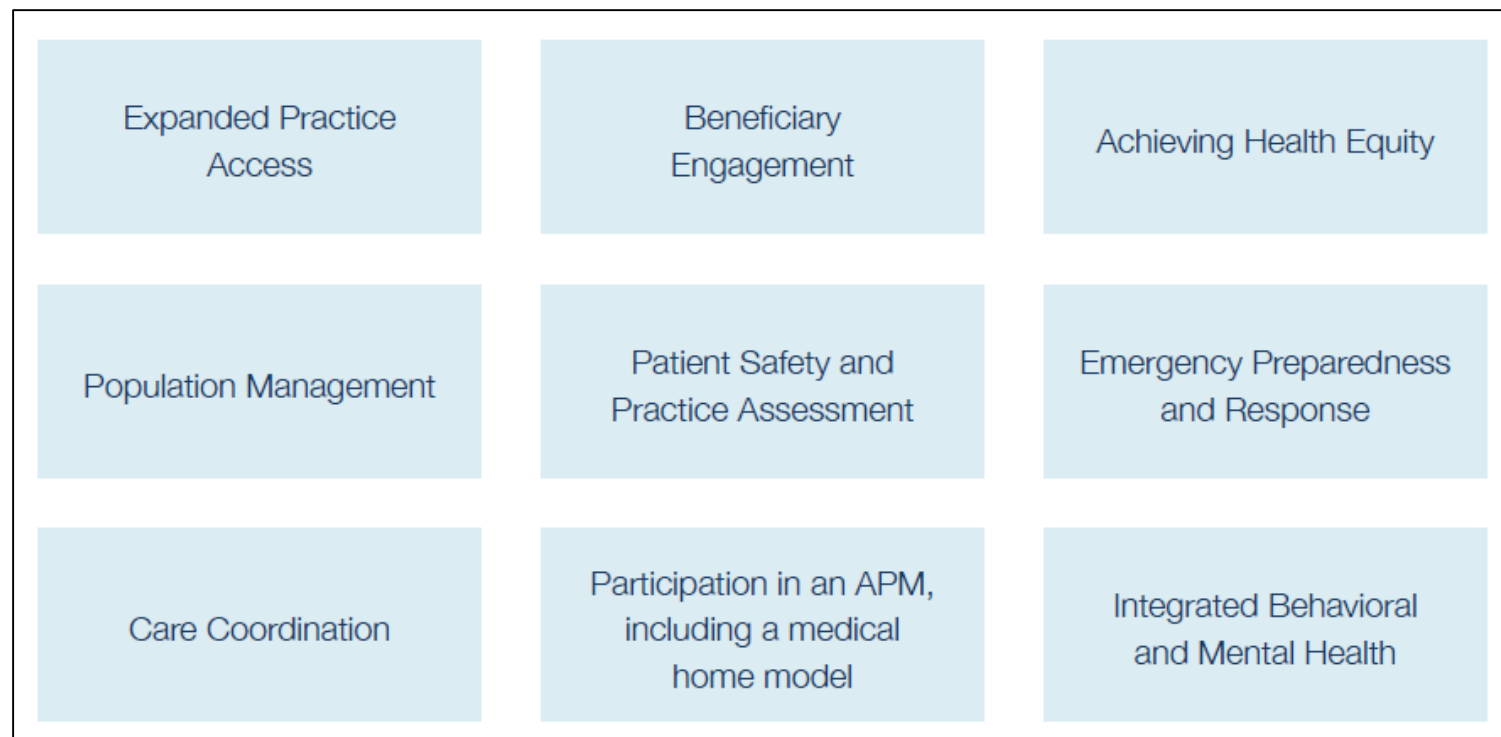 Expanded Practice
Access
Beneficiary
Engagement
Achieving Health Equity
Population Management
Patient Safety and
Practice Assessment
Emergency Preparedness
and Response
Care Coordination
Participation in an APM,
including a medical
home model
Integrated Behavioral
and Mental Health